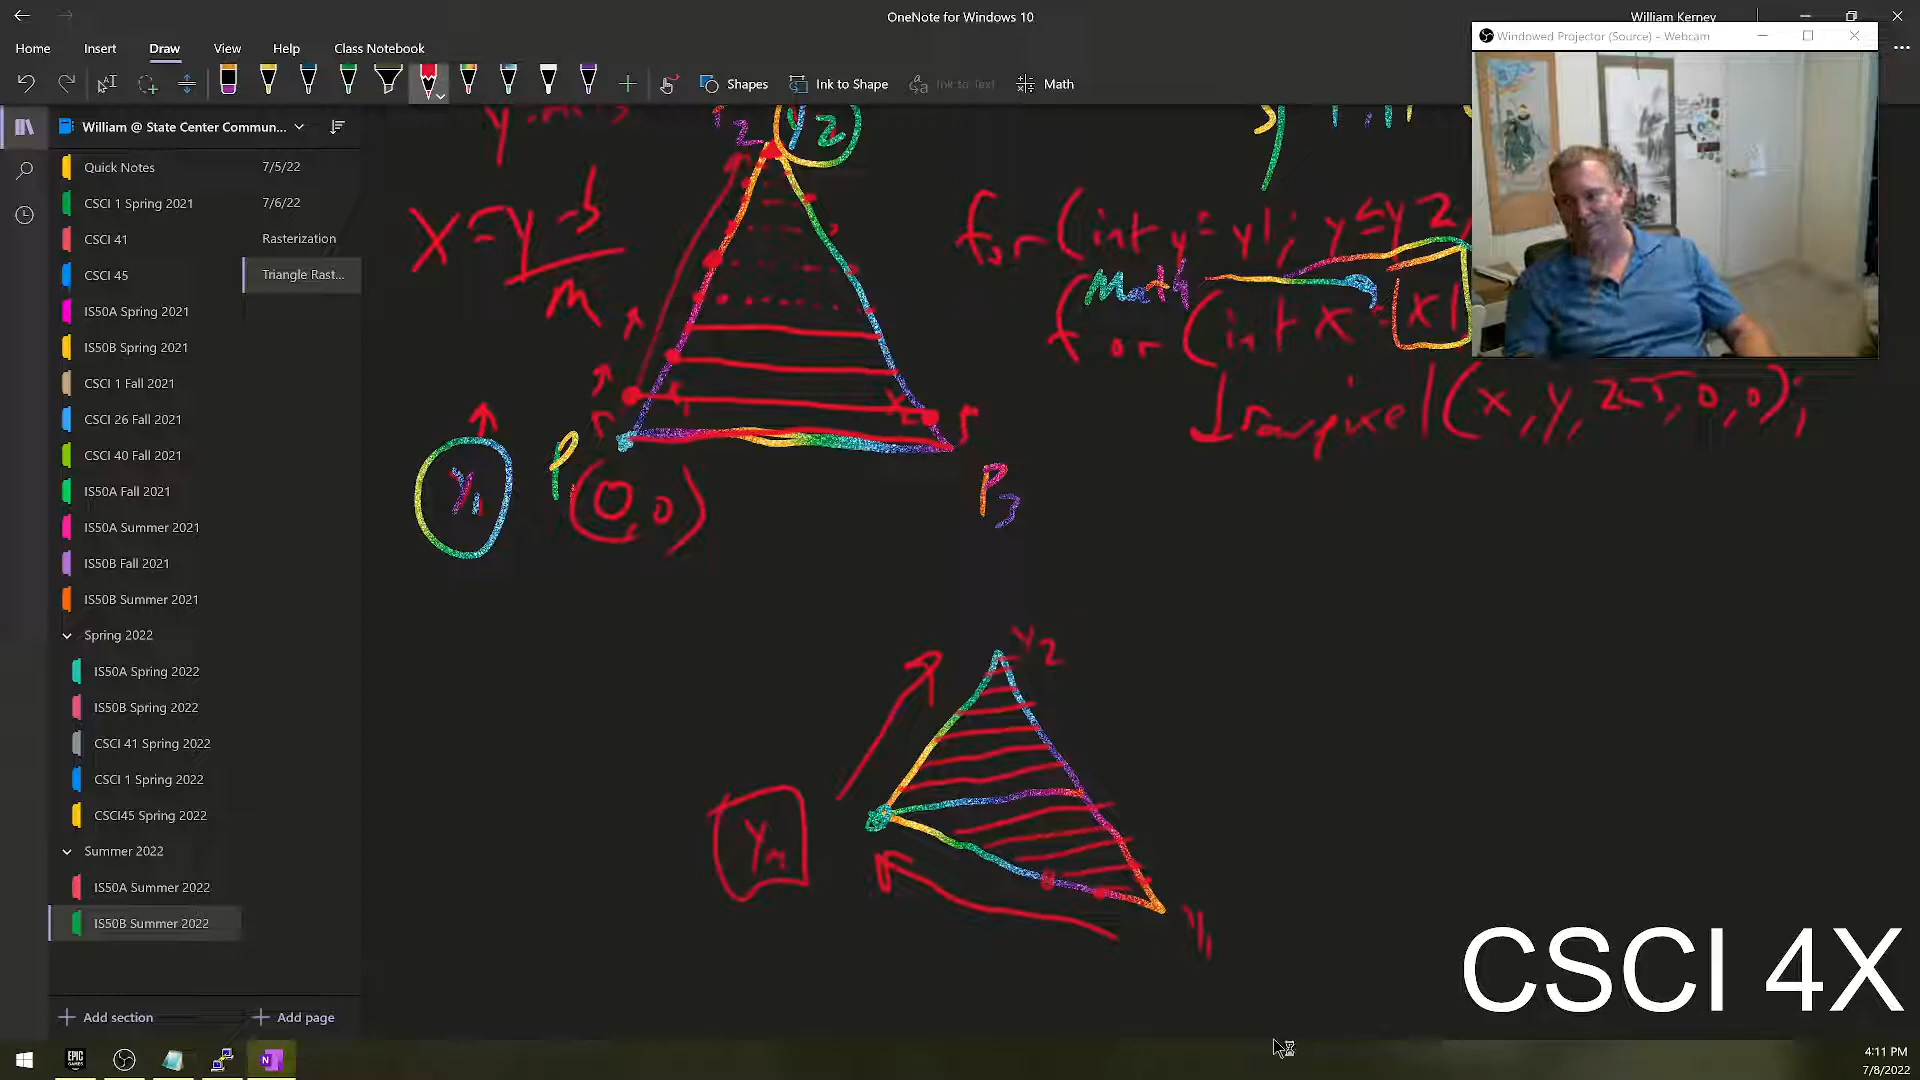 OneNote for Windows 10
William Kerney
Windowed Projector (Source) - Webcam
Home Insert Draw View Help Class Notebook
Shapes Ink to Shape Ink to Text Math
William @ State Center Commun...
Quick Notes
CSCI 1 Spring 2021
CSCI 41
CSCI 45
IS50A Spring 2021
IS50B Spring 2021
CSCI 1 Fall 2021
CSCI 26 Fall 2021
CSCI 40 Fall 2021
IS50A Fall 2021
IS50A Summer 2021
IS50B Fall 2021
IS50B Summer 2021
Spring 2022
IS50A Spring 2022
IS50B Spring 2022
CSCI 41 Spring 2022
CSCI 1 Spring 2022
CSCI45 Spring 2022
Summer 2022
IS50A Summer 2022
IS50B Summer 2022
Add section
7/5/22
7/6/22
Rasterization
Triangle Rast...
Add page
y2
X = y - b
m
x1
x2
y1
P1
(0,0)
P3
for(int y = y1; y ≤ y2
Math
for (int x = x1
drawpixel(x, y, 255, 0, 0);
y2
y1
CSCI 4X
4:11 PM
7/8/2022